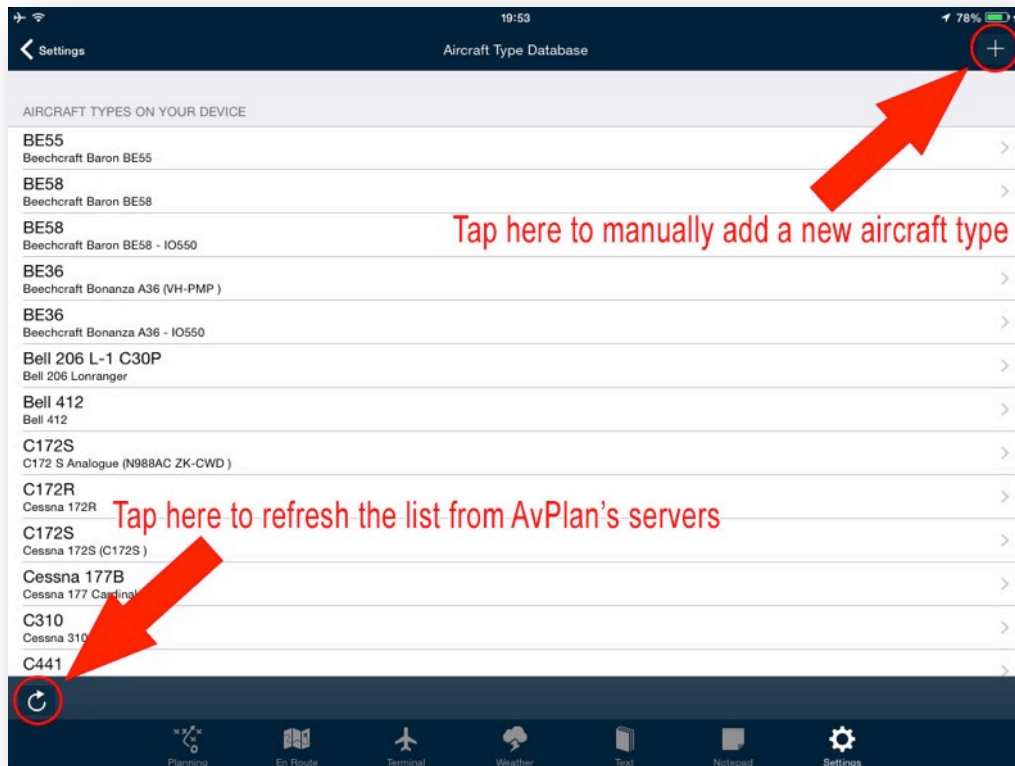 19:53
78%
Settings
Aircraft Type Database
AIRCRAFT TYPES ON YOUR DEVICE
BE55
Beechcraft Baron BE55
BE58
Beechcraft Baron BE58
Tap here to manually add a new aircraft type
BE58
Beechcraft Baron BE58 - IO550
BE36
Beechcraft Bonanza A36 (VH-PMP )
BE36
Beechcraft Bonanza A36 - IO550
Bell 206 L-1 C30P
Bell 206 Lonranger
Bell 412
Bell 412
C172S
C172 S Analogue (N988AC ZK-CWD )
C172R
Cessna 172R
Tap here to refresh the list from AvPlan's servers
C172S
Cessna 172S (C172S )
Cessna 177B
Cessna 177 Cardinal
C310
Cessna 310
C441
Planning
En Route
Terminal
Weather
Text
Notepad
Settings